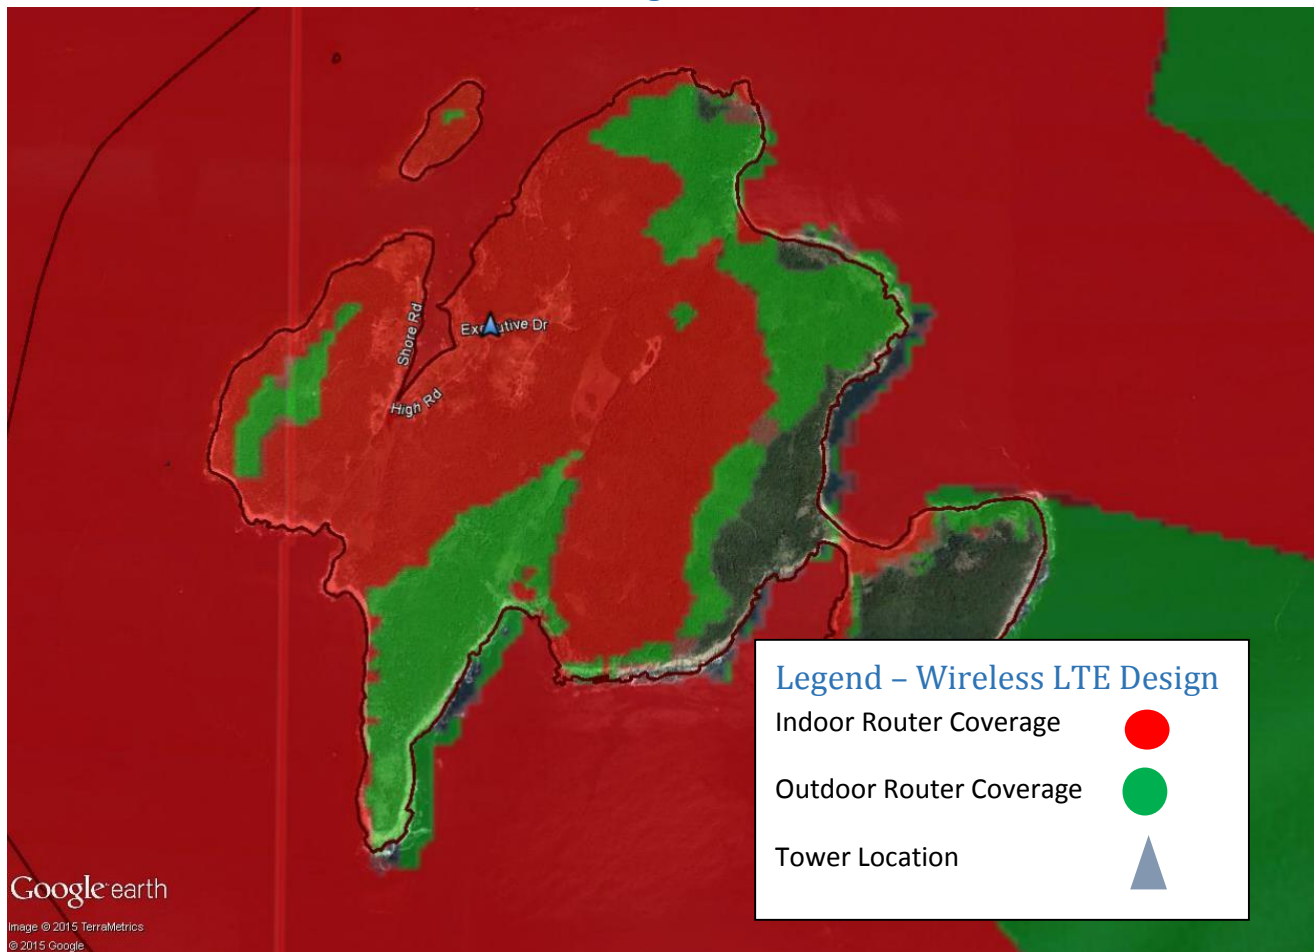 Shore Rd
Executive Dr
High Rd
Legend – Wireless LTE Design
Indoor Router Coverage
Outdoor Router Coverage
Tower Location
Google earth
Image © 2015 TerraMetrics
© 2015 Google